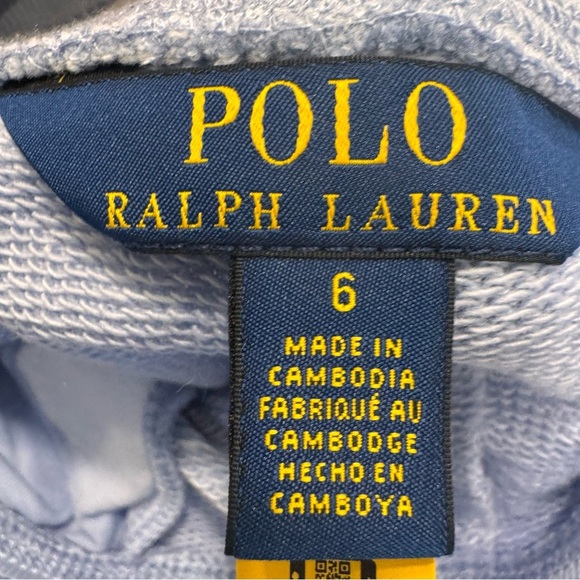 POLO
RALPH LAUREN
6
MADE IN
CAMBODIA
FABRIQUÉ AU
CAMBODGE
HECHO EN
CAMBOYA